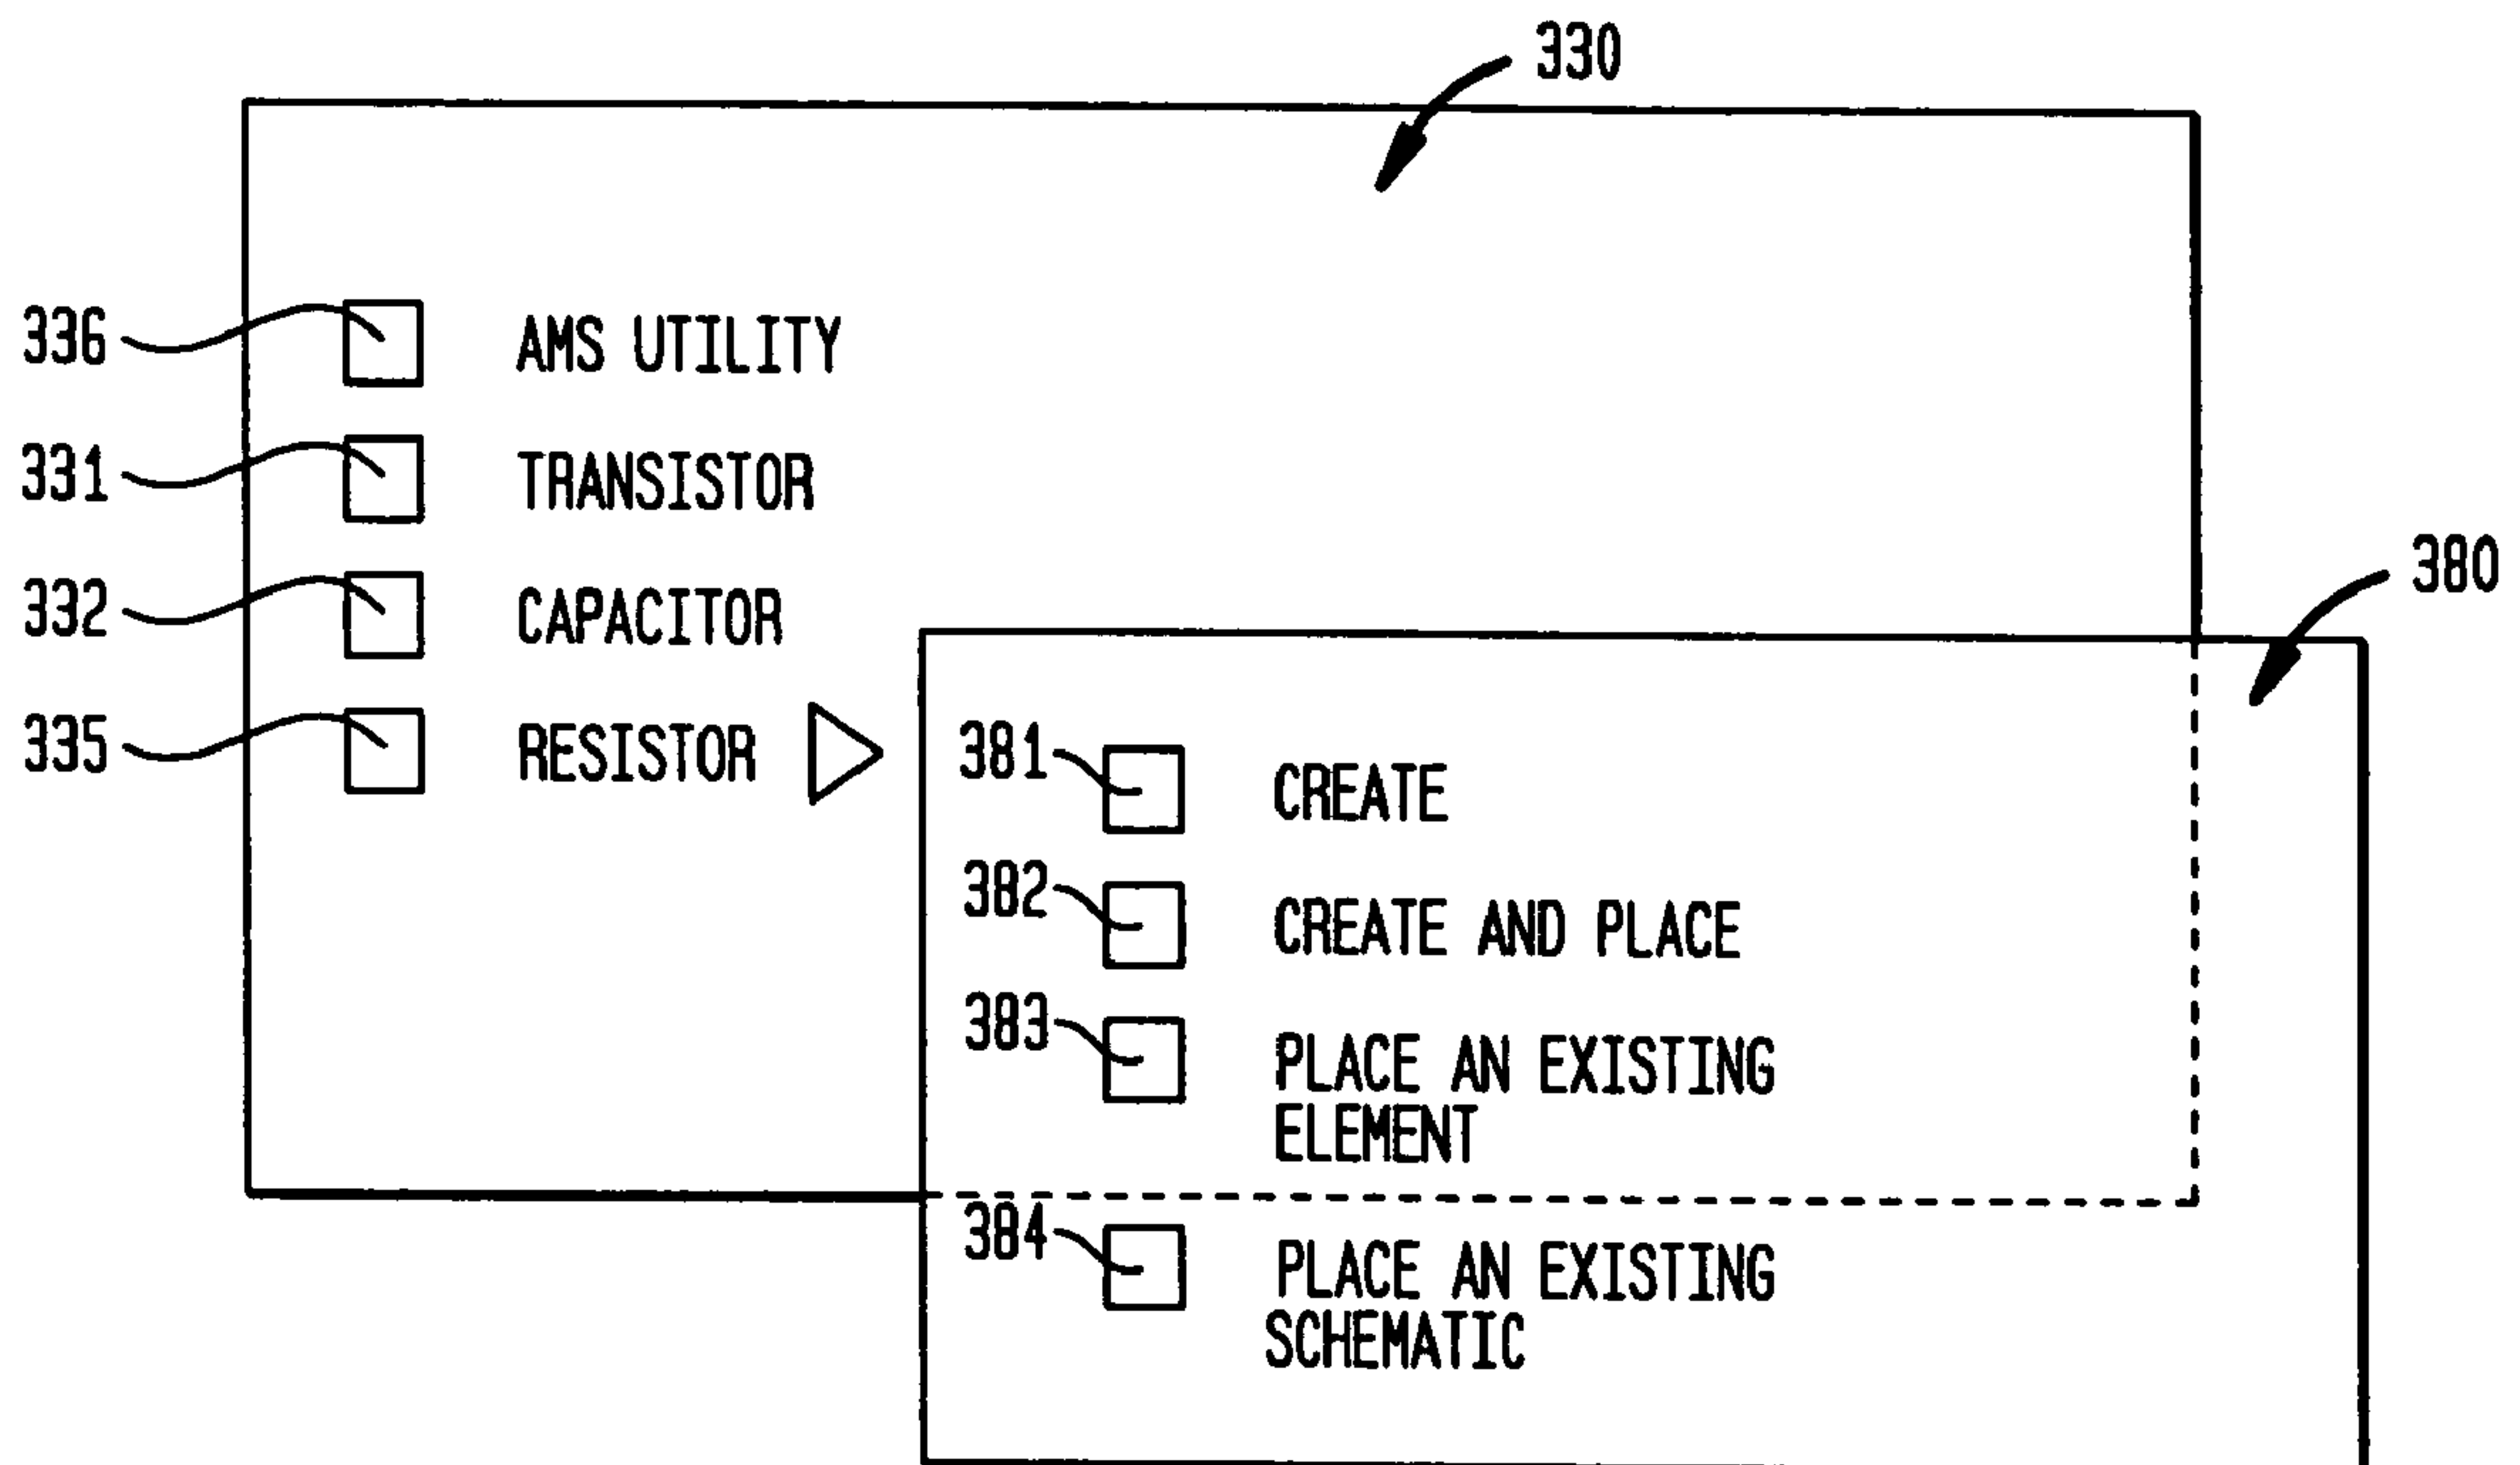 330
336 AMS UTILITY
331 TRANSISTOR
332 CAPACITOR
380
335 RESISTOR
381 CREATE
382 CREATE AND PLACE
383 PLACE AN EXISTING
ELEMENT
384 PLACE AN EXISTING
SCHEMATIC